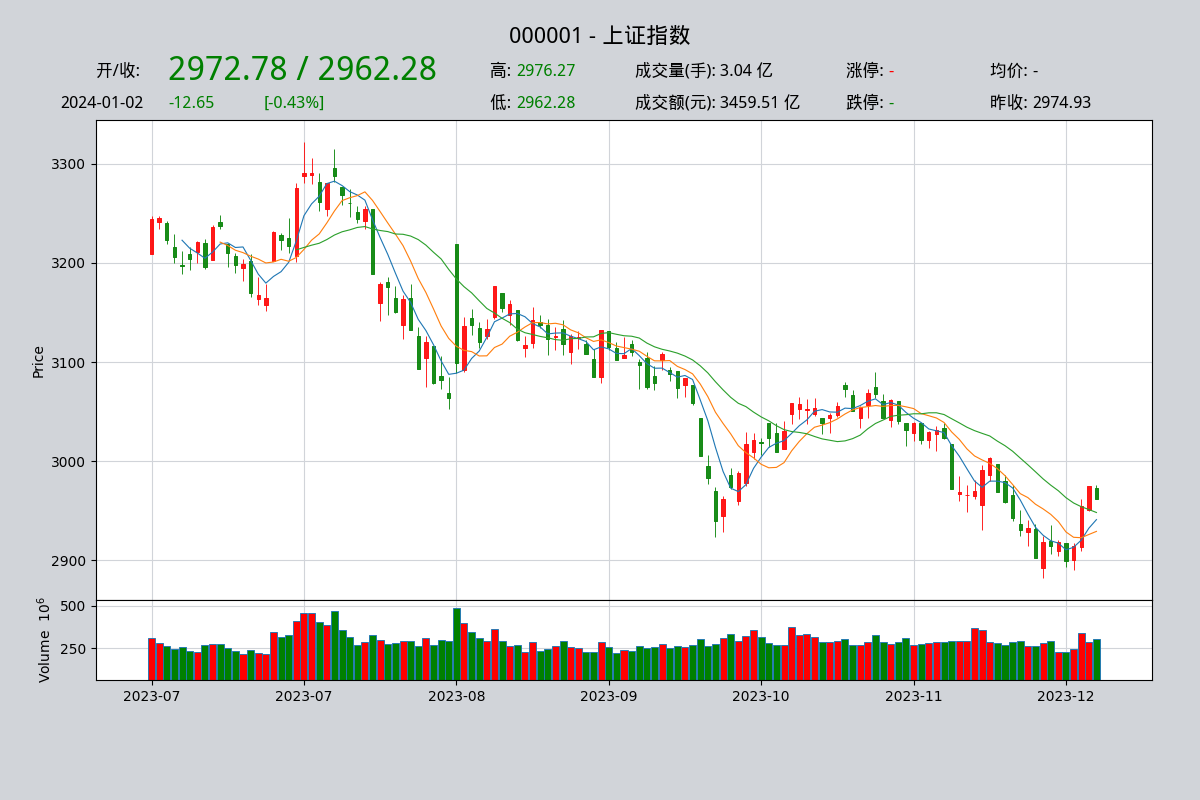 000001 - 上证指数
开/收: 2972.78 / 2962.28 高: 2976.27 成交量(手): 3.04 亿 涨停: - 均价: -
2024-01-02 -12.65 [-0.43%] 低: 2962.28 成交额(元): 3459.51 亿 跌停: - 昨收: 2974.93
3300
3200
3100
3000
2900
Price
500
250
Volume 10^6
2023-07 2023-07 2023-08 2023-09 2023-10 2023-11 2023-12